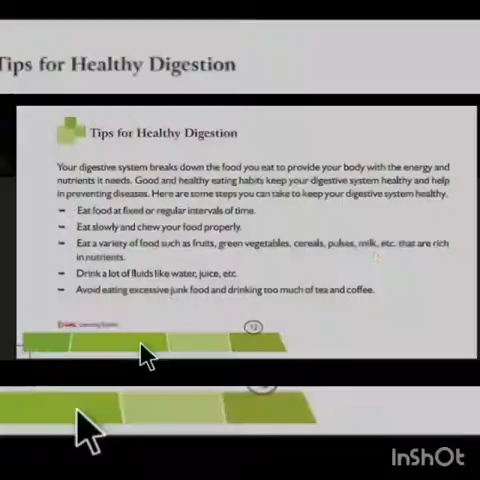 Tips for Healthy Digestion
Tips for Healthy Digestion
Your digestive system breaks down the food you eat to provide your body with the energy and
nutrients it needs. Good and healthy eating habits keep your digestive system healthy and help
in preventing diseases. Here are some steps you can take to keep your digestive system healthy.
Eat food at fixed or regular intervals of time.
Eat slowly and chew your food properly.
Eat a variety of food such as fruits, green vegetables, cereals, pulses, milk, etc. that are rich
in nutrients.
Drink a lot of fluids like water, juice, etc.
Avoid eating excessive junk food and drinking too much of tea and coffee.
12
InShOt